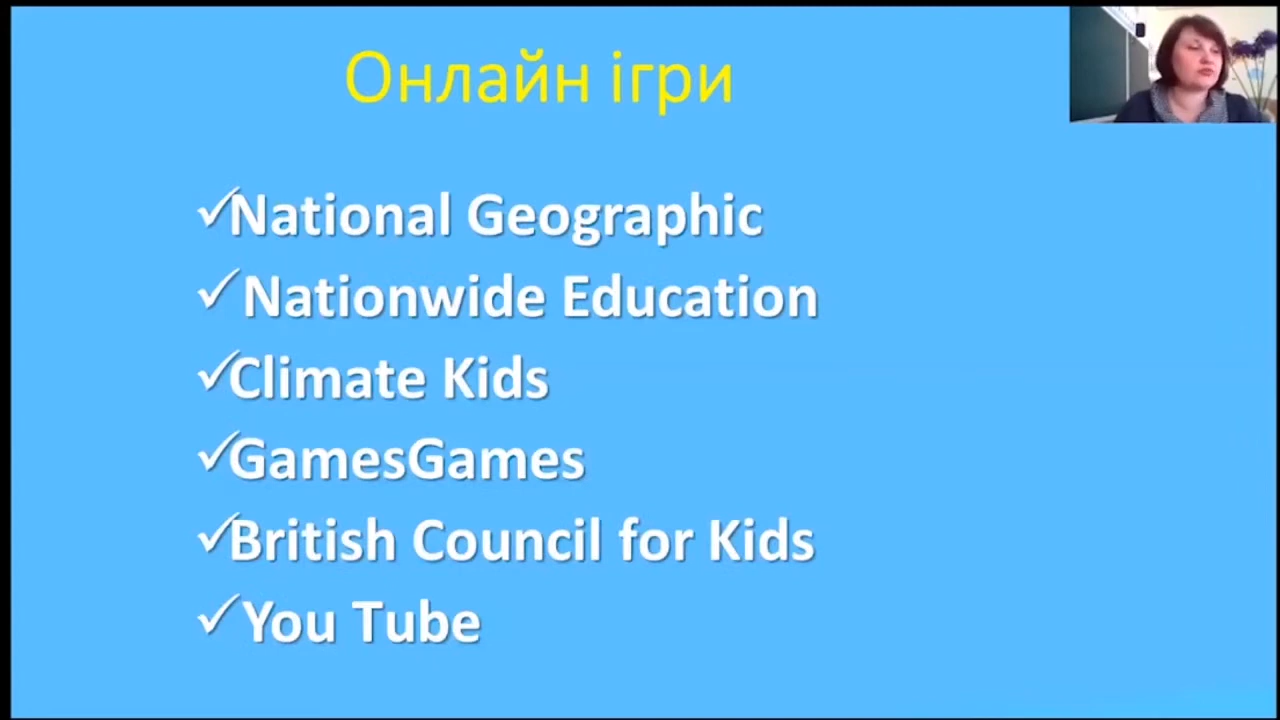 Онлайн ігри
National Geographic
Nationwide Education
Climate Kids
GamesGames
British Council for Kids
You Tube